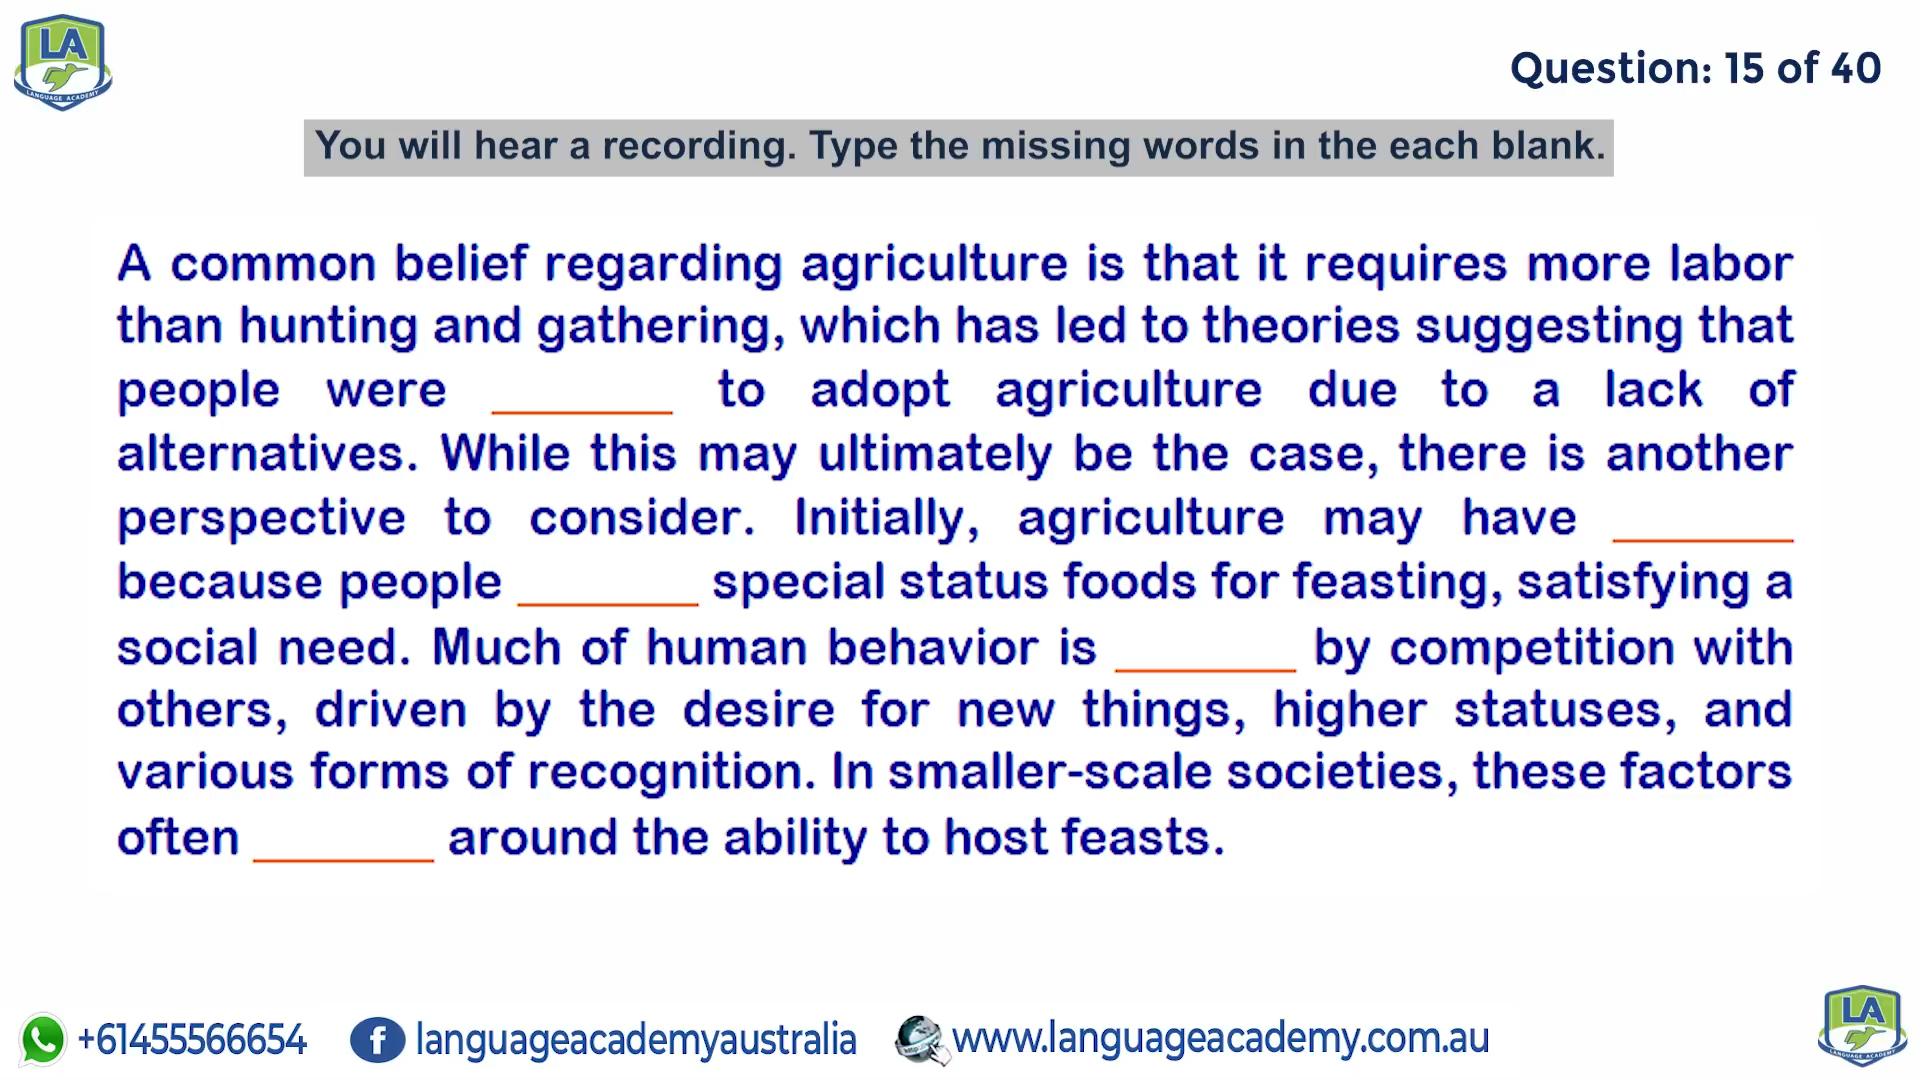 LA
LANGUAGE ACADEMY
Question: 15 of 40
You will hear a recording. Type the missing words in the each blank.
A common belief regarding agriculture is that it requires more labor
than hunting and gathering, which has led to theories suggesting that
people were _______ to adopt agriculture due to a lack of
alternatives. While this may ultimately be the case, there is another
perspective to consider. Initially, agriculture may have _______
because people _______ special status foods for feasting, satisfying a
social need. Much of human behavior is _______ by competition with
others, driven by the desire for new things, higher statuses, and
various forms of recognition. In smaller-scale societies, these factors
often _______ around the ability to host feasts.
+61455566654
f
languageacademyaustralia
www.languageacademy.com.au
LA
LANGUAGE ACADEMY